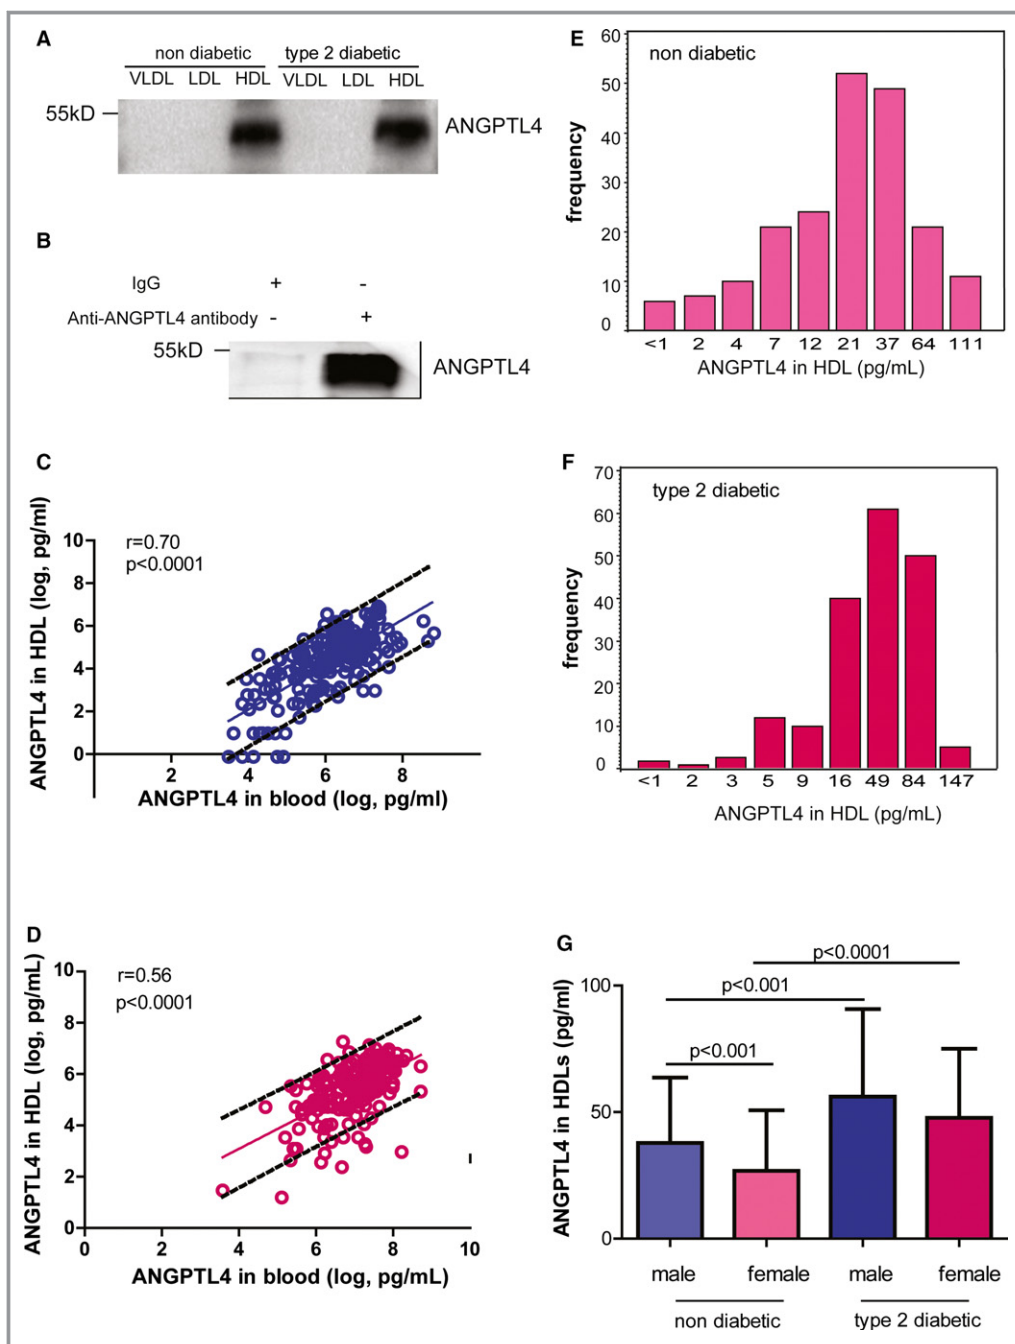 A
non diabetic type 2 diabetic
VLDL LDL HDL VLDL LDL HDL
55kD
ANGPTL4
B
IgG + -
Anti-ANGPTL4 antibody - +
55kD
ANGPTL4
C
r=0.70
p<0.0001
ANGPTL4 in HDL (log, pg/ml)
10
8
6
4
2
0
2 4 6 8
ANGPTL4 in blood (log, pg/ml)
D
r=0.56
p<0.0001
ANGPTL4 in HDL (log, pg/mL)
10
8
6
4
2
0
0 2 4 6 8 10
ANGPTL4 in blood (log, pg/mL)
E
non diabetic
frequency
60
50
40
30
20
10
0
<1 2 4 7 12 21 37 64 111
ANGPTL4 in HDL (pg/mL)
F
type 2 diabetic
frequency
70
60
50
40
30
20
10
0
<1 2 3 5 9 16 49 84 147
ANGPTL4 in HDL (pg/mL)
G
p<0.0001
p<0.001
p<0.001
ANGPTL4 in HDLs (pg/ml)
100
50
0
male female male female
non diabetic type 2 diabetic